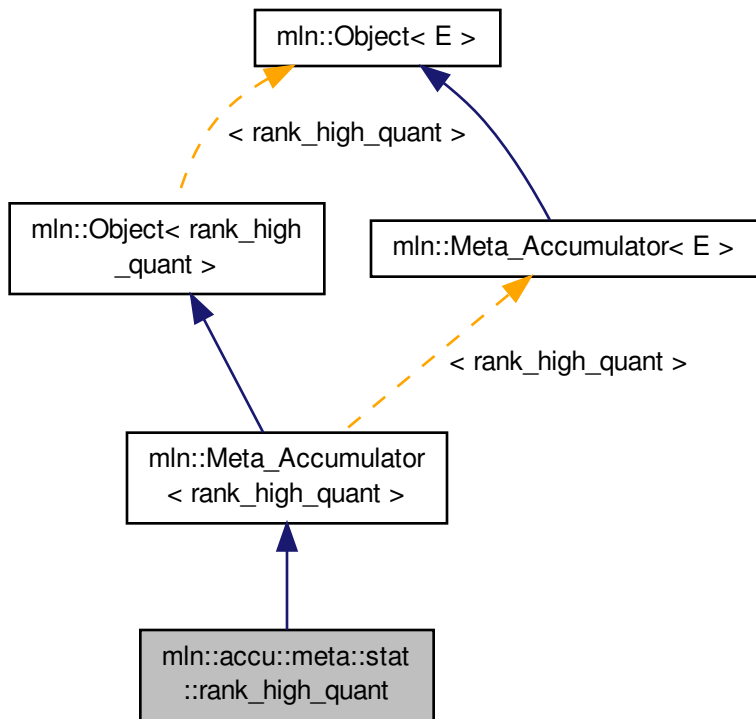 mln::Object< E >
< rank_high_quant >
mln::Object< rank_high
_quant >
mln::Meta_Accumulator< E >
< rank_high_quant >
mln::Meta_Accumulator
< rank_high_quant >
mln::accu::meta::stat
::rank_high_quant